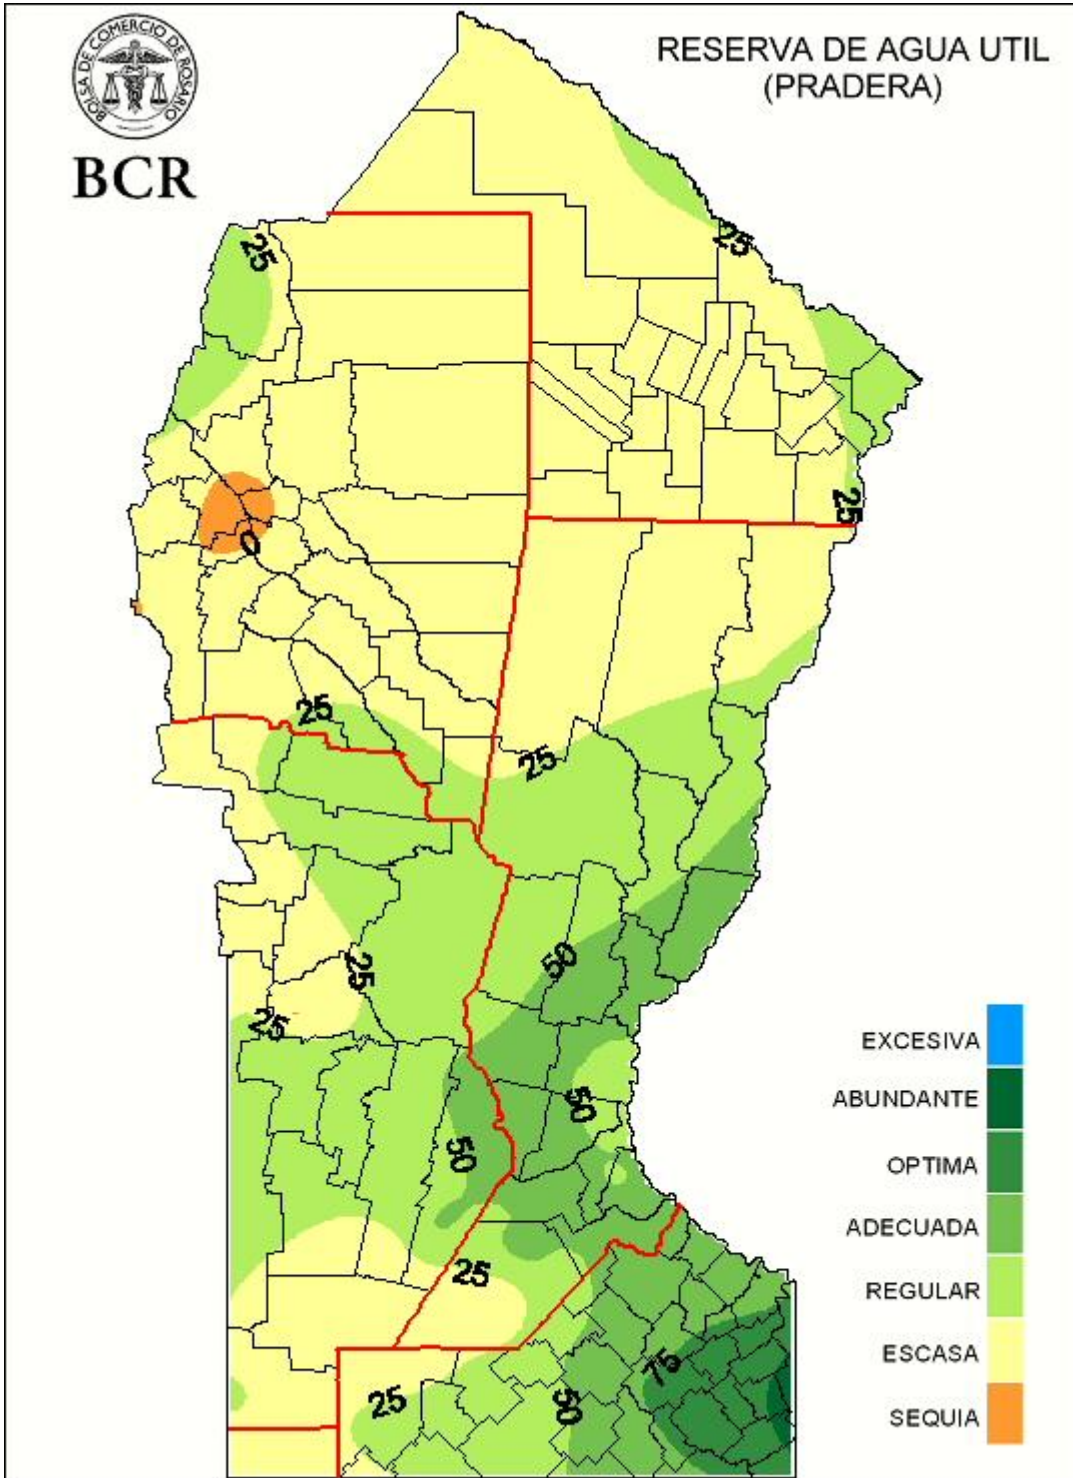 BOLSA DE COMERCIO DE ROSARIO
BCR
RESERVA DE AGUA UTIL
(PRADERA)
25
25
25
0
25
25
50
25
25
50
50
25
75
25
50
EXCESIVA
ABUNDANTE
OPTIMA
ADECUADA
REGULAR
ESCASA
SEQUIA